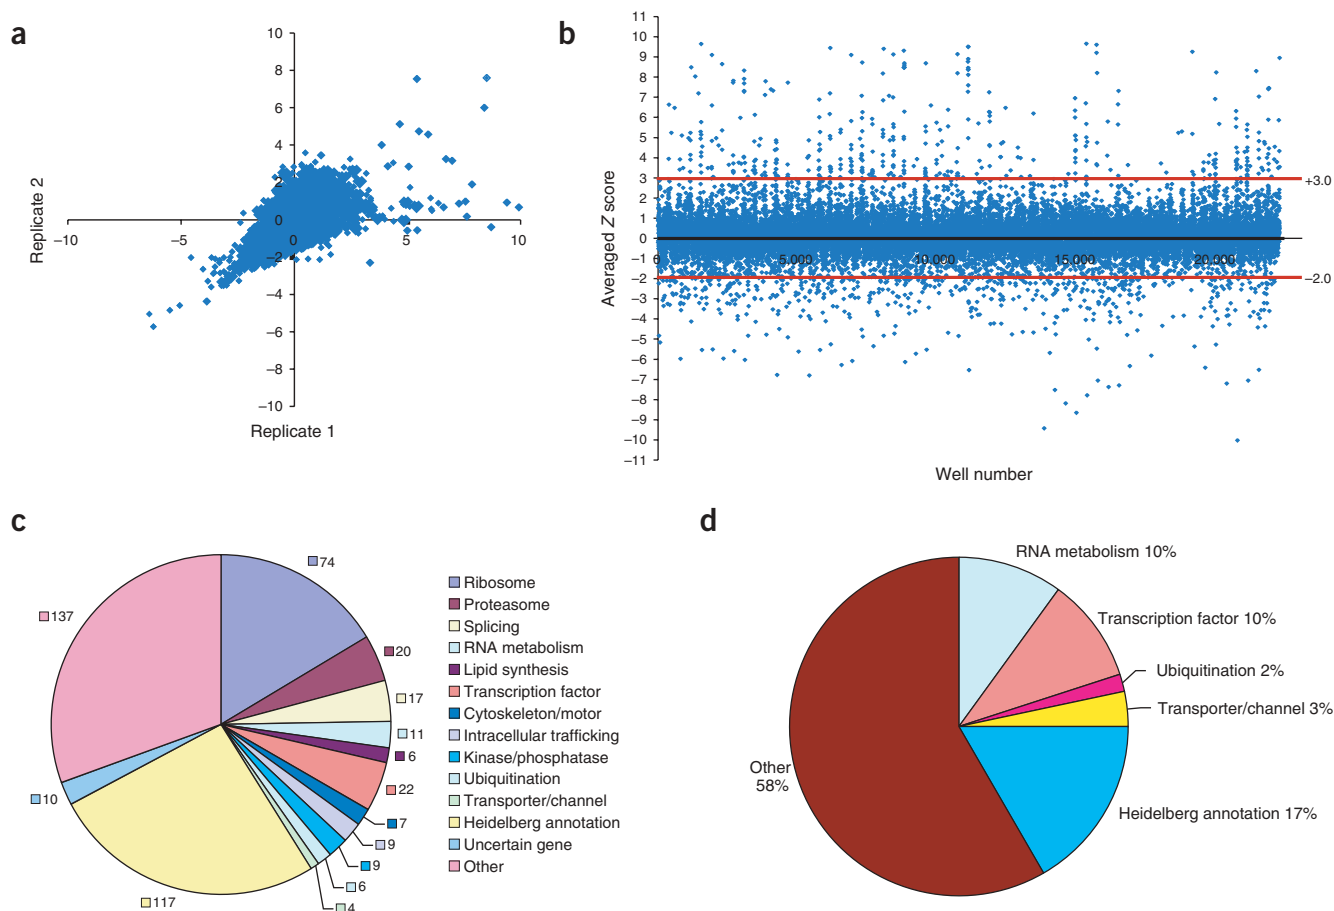 a
10
8
6
4
2
0
−2
−4
−6
−8
−10
−10
−5
0
5
10
Replicate 2
Replicate 1
b
11
10
9
8
7
6
5
4
3
2
1
0
−1
−2
−3
−4
−5
−6
−7
−8
−9
−10
−11
Averaged Z score
0
5,000
10,000
15,000
20,000
+3.0
−2.0
Well number
c
74
20
17
11
6
22
7
9
9
6
4
117
10
137
Ribosome
Proteasome
Splicing
RNA metabolism
Lipid synthesis
Transcription factor
Cytoskeleton/motor
Intracellular trafficking
Kinase/phosphatase
Ubiquitination
Transporter/channel
Heidelberg annotation
Uncertain gene
Other
d
RNA metabolism 10%
Transcription factor 10%
Ubiquitination 2%
Transporter/channel 3%
Heidelberg annotation 17%
Other
58%